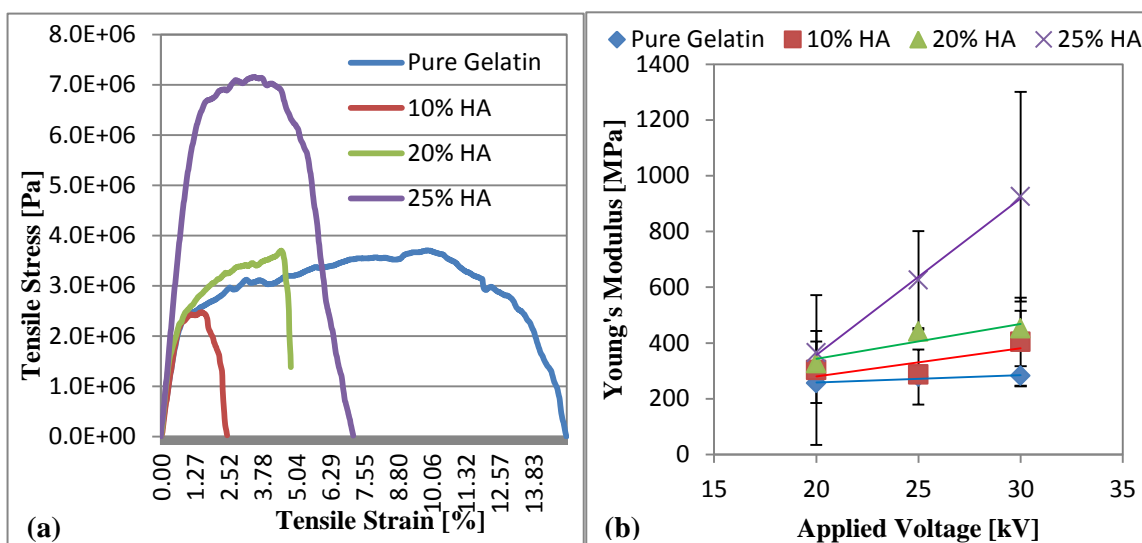 8.0E+06
7.0E+06
6.0E+06
5.0E+06
4.0E+06
3.0E+06
2.0E+06
1.0E+06
0.0E+00
Tensile Stress [Pa]
Pure Gelatin
10% HA
20% HA
25% HA
0.00
1.27
2.52
3.78
5.04
6.29
7.55
8.80
10.06
11.32
12.57
13.83
Tensile Strain [%]
(a)
Pure Gelatin 10% HA 20% HA 25% HA
1400
1200
1000
800
600
400
200
0
Young's Modulus [MPa]
15 20 25 30 35
Applied Voltage [kV]
(b)